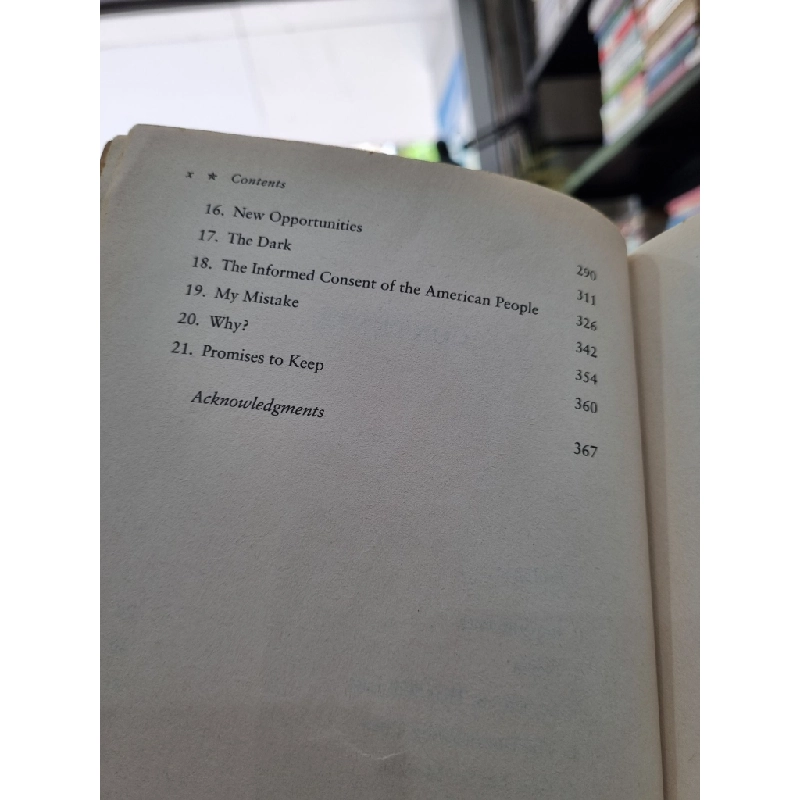 x * Contents
16. New Opportunities 290
17. The Dark 311
18. The Informed Consent of the American People 326
19. My Mistake 342
20. Why? 354
21. Promises to Keep 360
Acknowledgments 367